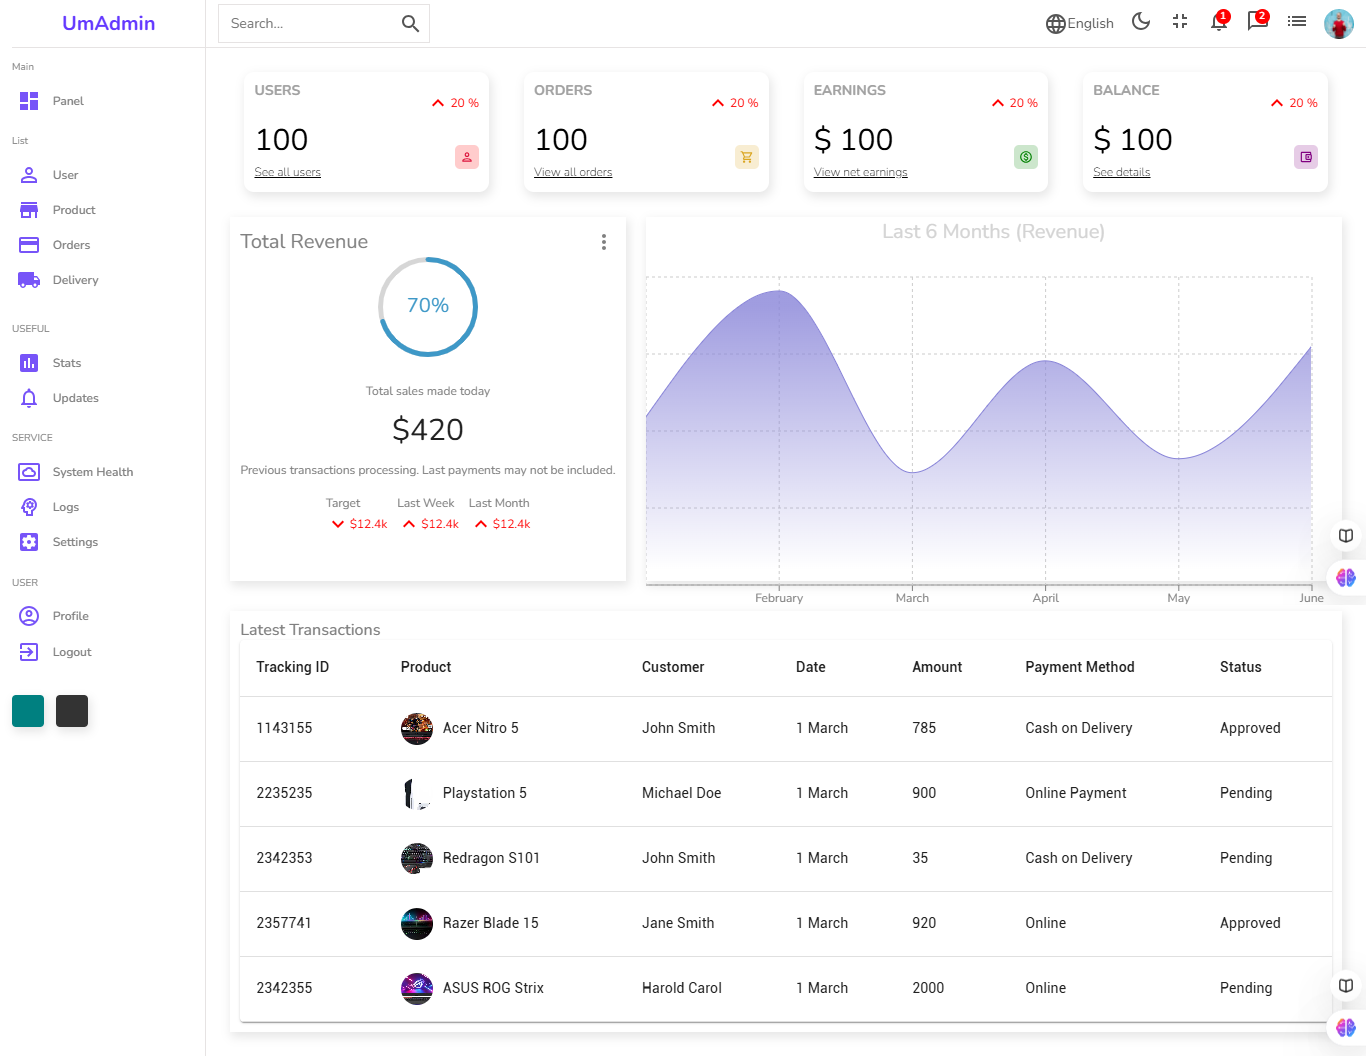 UmAdmin
Search...
English
1
2
Main
Panel
List
User
Product
Orders
Delivery
USEFUL
Stats
Updates
SERVICE
System Health
Logs
Settings
USER
Profile
Logout
USERS
20 %
100
See all users
ORDERS
20 %
100
View all orders
EARNINGS
20 %
$ 100
View net earnings
BALANCE
20 %
$ 100
See details
Total Revenue
70%
Total sales made today
$420
Previous transactions processing. Last payments may not be included.
Target Last Week Last Month
$12.4k $12.4k $12.4k
Last 6 Months (Revenue)
February March April May June
Latest Transactions
Tracking ID Product Customer Date Amount Payment Method Status
1143155 Acer Nitro 5 John Smith 1 March 785 Cash on Delivery Approved
2235235 Playstation 5 Michael Doe 1 March 900 Online Payment Pending
2342353 Redragon S101 John Smith 1 March 35 Cash on Delivery Pending
2357741 Razer Blade 15 Jane Smith 1 March 920 Online Approved
2342355 ASUS ROG Strix Harold Carol 1 March 2000 Online Pending